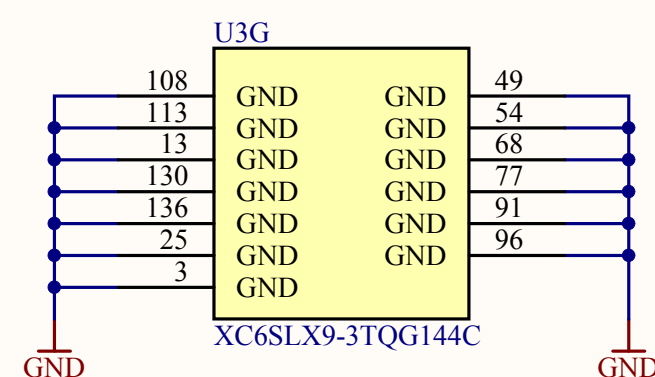 U3G
108 GND GND 49
113 GND GND 54
13 GND GND 68
130 GND GND 77
136 GND GND 91
25 GND GND 96
3 GND
XC6SLX9-3TQG144C
GND GND